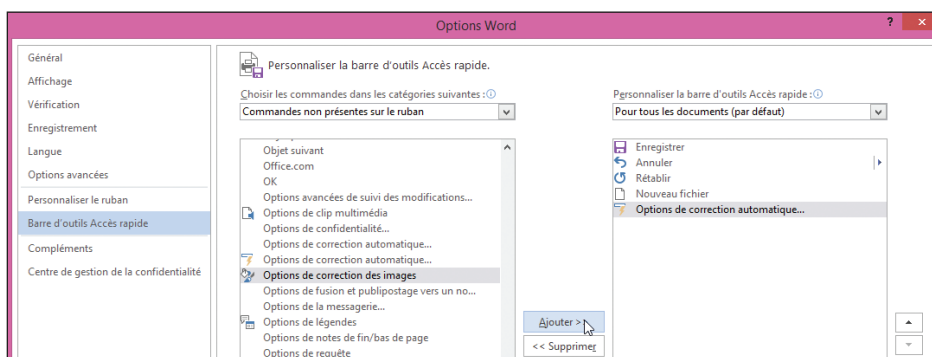 Options Word
?
×
Général
Affichage
Vérification
Enregistrement
Langue
Options avancées
Personnaliser le ruban
Barre d'outils Accès rapide
Compléments
Centre de gestion de la confidentialité
Personnaliser la barre d'outils Accès rapide.
Choisir les commandes dans les catégories suivantes :
Commandes non présentes sur le ruban
Objet suivant
Office.com
OK
Options avancées de suivi des modifications...
Options de clip multimédia
Options de confidentialité...
Options de correction automatique...
Options de correction automatique...
Options de correction des images
Options de fusion et publipostage vers un no...
Options de la messagerie...
Options de légendes
Options de notes de fin/bas de page
Options de requête
Ajouter >>
<< Supprimer
Personnaliser la barre d'outils Accès rapide :
Pour tous les documents (par défaut)
Enregistrer
Annuler
Rétablir
Nouveau fichier
Options de correction automatique...